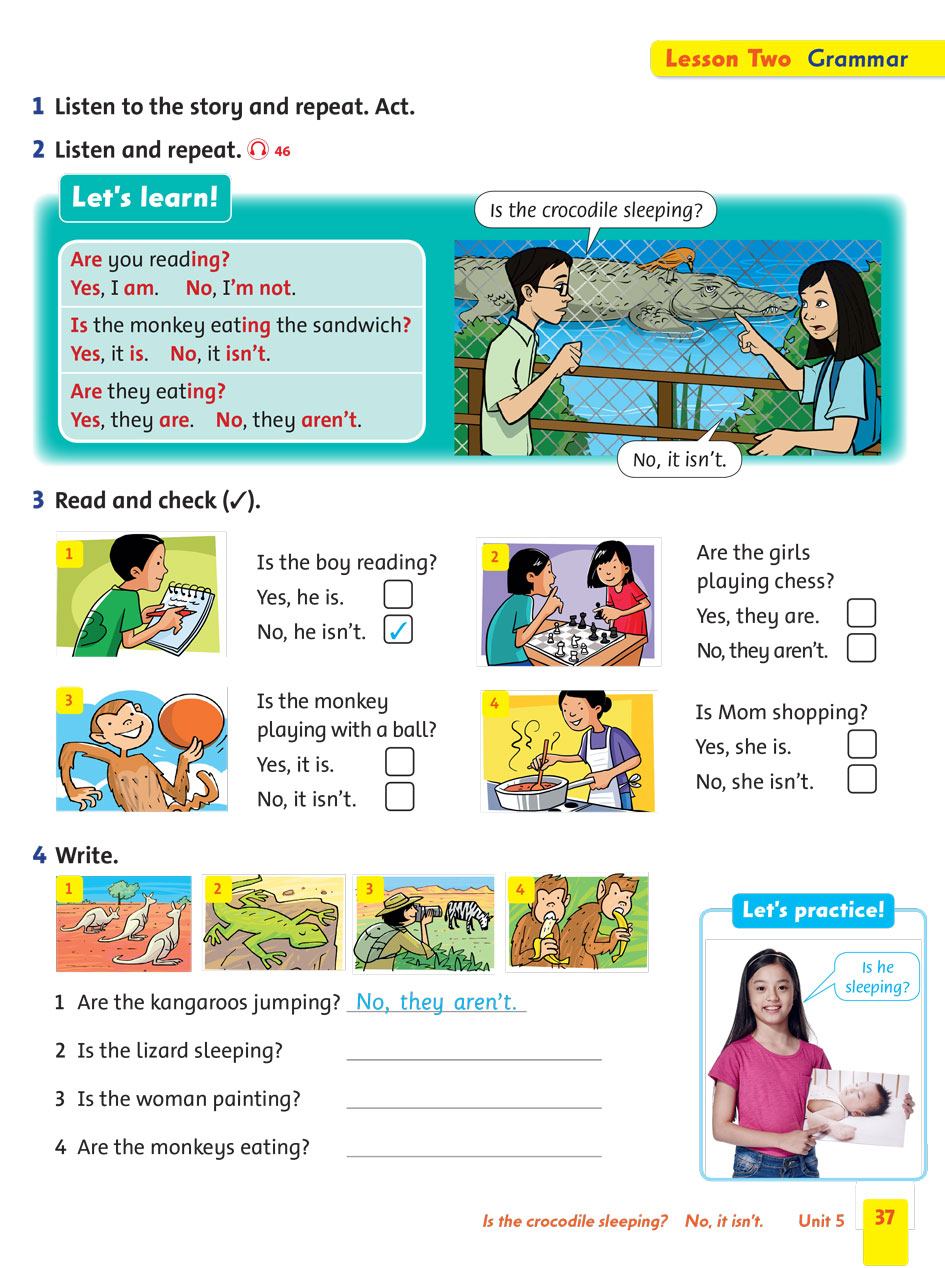 Lesson Two Grammar
1 Listen to the story and repeat. Act.
2 Listen and repeat. 46
Let's learn!
Is the crocodile sleeping?
Are you reading?
Yes, I am. No, I'm not.
Is the monkey eating the sandwich?
Yes, it is. No, it isn't.
Are they eating?
Yes, they are. No, they aren't.
No, it isn't.
3 Read and check (✓).
1
Is the boy reading?
Yes, he is.
No, he isn't. ✓
2
Are the girls
playing chess?
Yes, they are.
No, they aren't.
3
Is the monkey
playing with a ball?
Yes, it is.
No, it isn't.
4
Is Mom shopping?
Yes, she is.
No, she isn't.
4 Write.
1
2
3
4
1 Are the kangaroos jumping? No, they aren't.
2 Is the lizard sleeping?
3 Is the woman painting?
4 Are the monkeys eating?
Let's practice!
Is he
sleeping?
Is the crocodile sleeping? No, it isn't. Unit 5 37